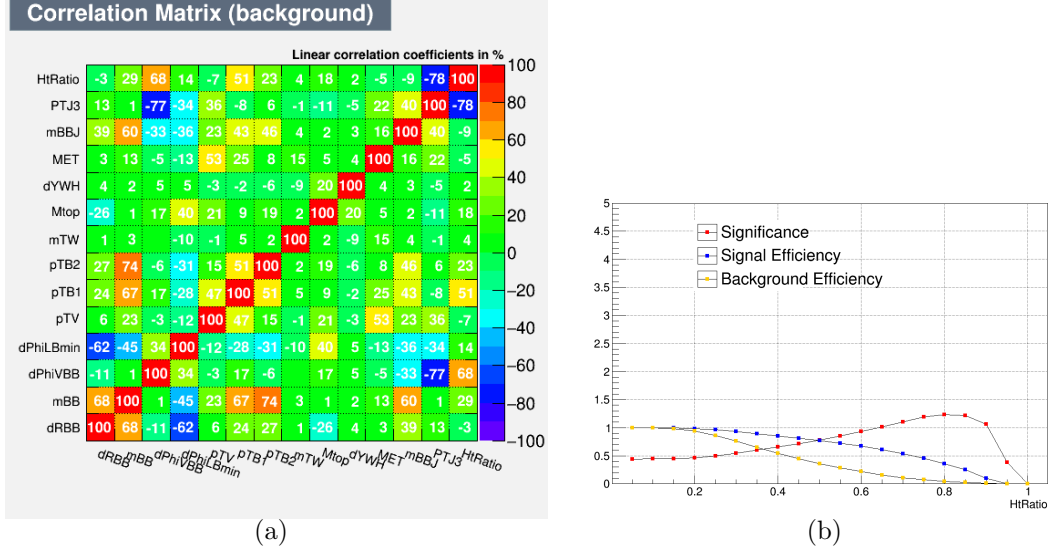 Correlation Matrix (background)
Linear correlation coefficients in %
HtRatio -3 29 68 14 -7 51 23 4 18 2 -5 -9 -78 100
PTJ3 13 1 -77 -34 36 -8 6 -1 -11 -5 22 40 100 -78
mBBJ 39 60 -33 -36 23 43 46 4 2 3 16 100 40 -9
MET 3 13 -5 -13 53 25 8 15 5 4 100 16 22 -5
dYWH 4 2 5 5 -3 -2 -6 -9 20 100 4 3 -5 2
Mtop -26 1 17 40 21 9 19 2 100 20 5 2 -11 18
mTW 1 3 -10 -1 5 2 100 2 -9 15 4 -1 4
pTB2 27 74 -6 -31 15 51 100 2 19 -6 8 46 6 23
pTB1 24 67 17 -28 47 100 51 5 9 -2 25 43 -8 51
pTV 6 23 -3 -12 100 47 15 -1 21 -3 53 23 36 -7
dPhiLBmin -62 -45 34 100 -12 -28 -31 -10 40 5 -13 -36 -34 14
dPhiVBB -11 1 100 34 -3 17 -6 17 5 -5 -33 -77 68
mBB 68 100 1 -45 23 67 74 3 1 2 13 60 1 29
dRBB 100 68 -11 -62 6 24 27 1 -26 4 3 39 13 -3
dRBB mBB dPhiVBB dPhiLBmin pTV pTB1 pTB2 mTW Mtop dYWH MET mBBJ PTJ3 HtRatio
100
80
60
40
20
0
−20
−40
−60
−80
−100
(a)
5
4.5
4
3.5
3
2.5
2
1.5
1
0.5
0
Significance
Signal Efficiency
Background Efficiency
0.2 0.4 0.6 0.8 1
HtRatio
(b)